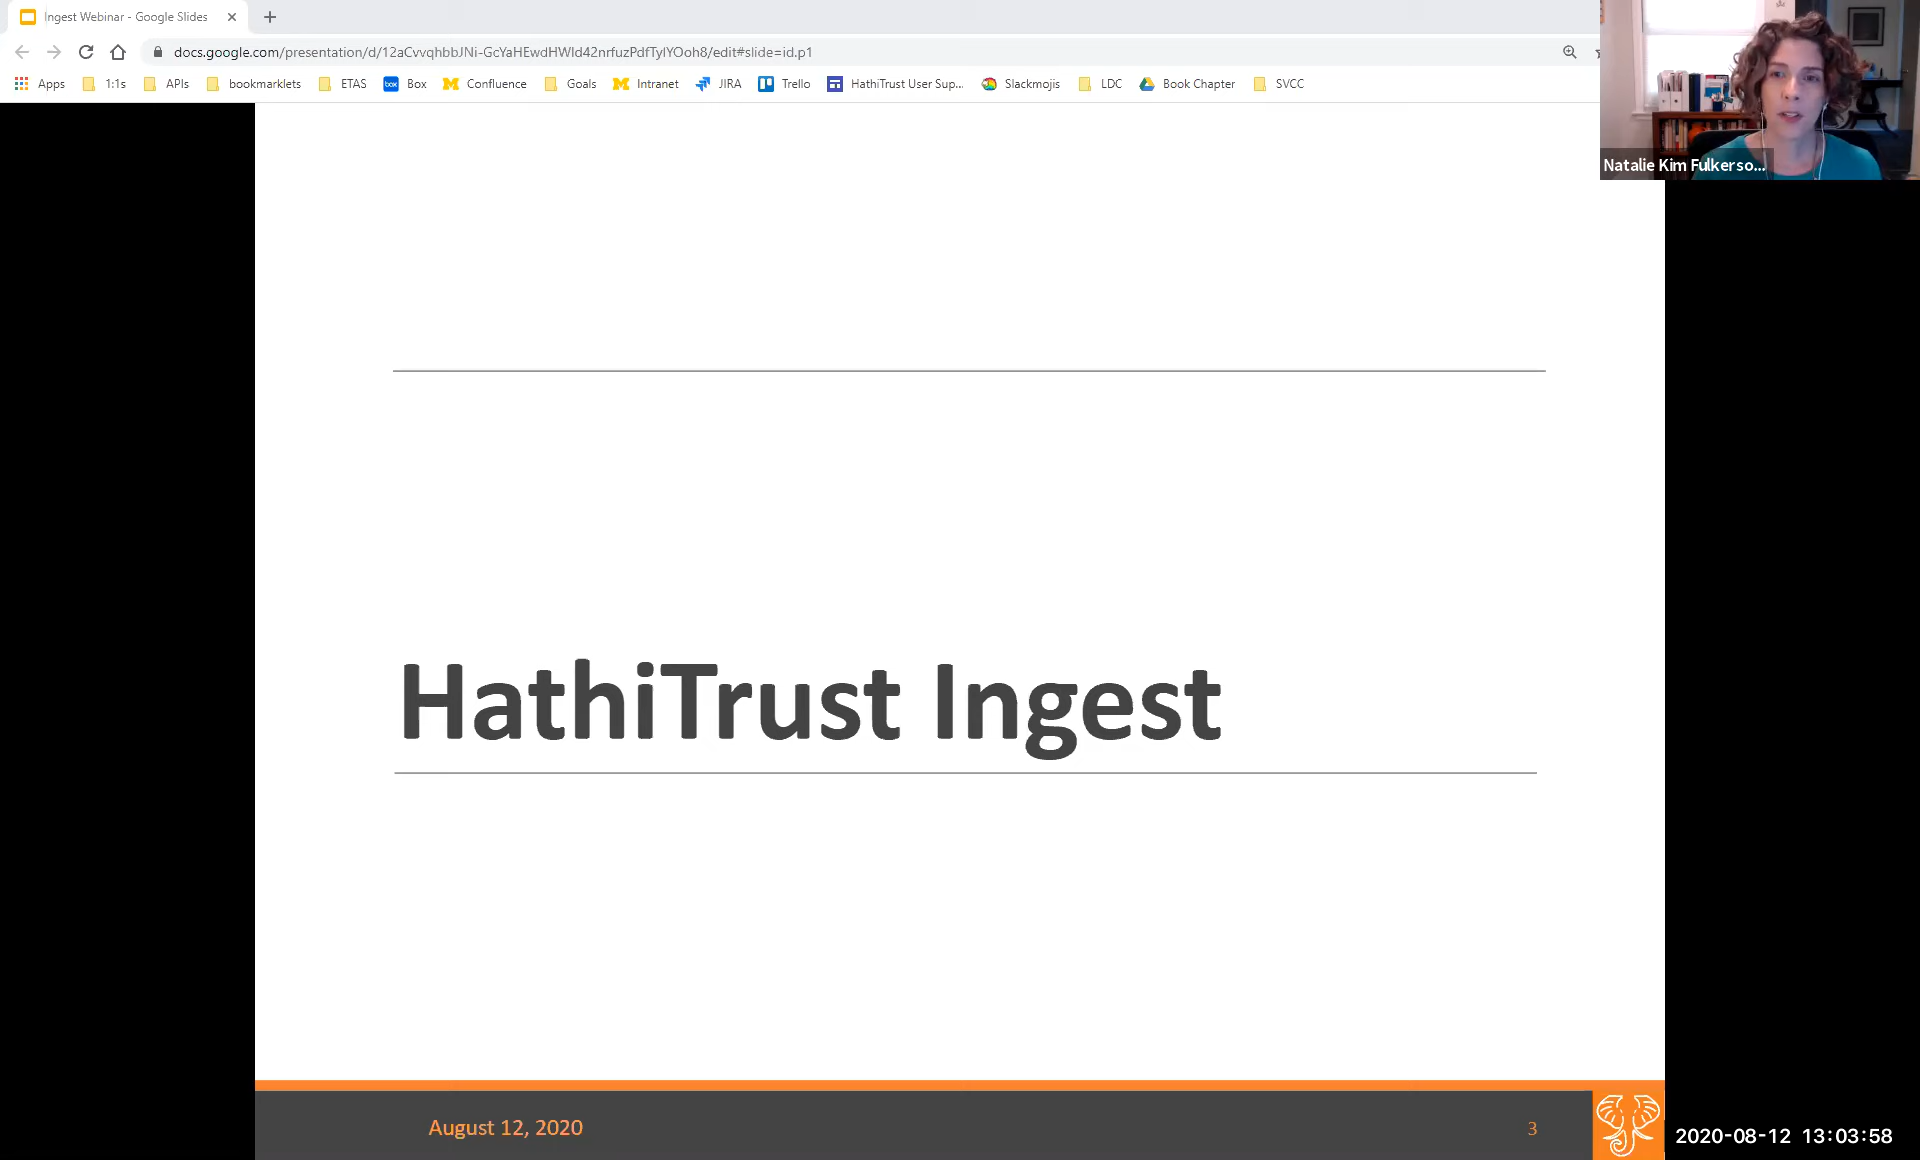 Ingest Webinar - Google Slides
docs.google.com/presentation/d/12aCvvqhbbJNi-GcYaHEwdHWId42nrfuzPdfTylYOoh8/edit#slide=id.p1
Apps 1:1s APIs bookmarklets ETAS Box Confluence Goals Intranet JIRA Trello HathiTrust User Sup... Slackmojis LDC Book Chapter SVCC
Natalie Kim Fulkerso...
HathiTrust Ingest
August 12, 2020
3
2020-08-12 13:03:58